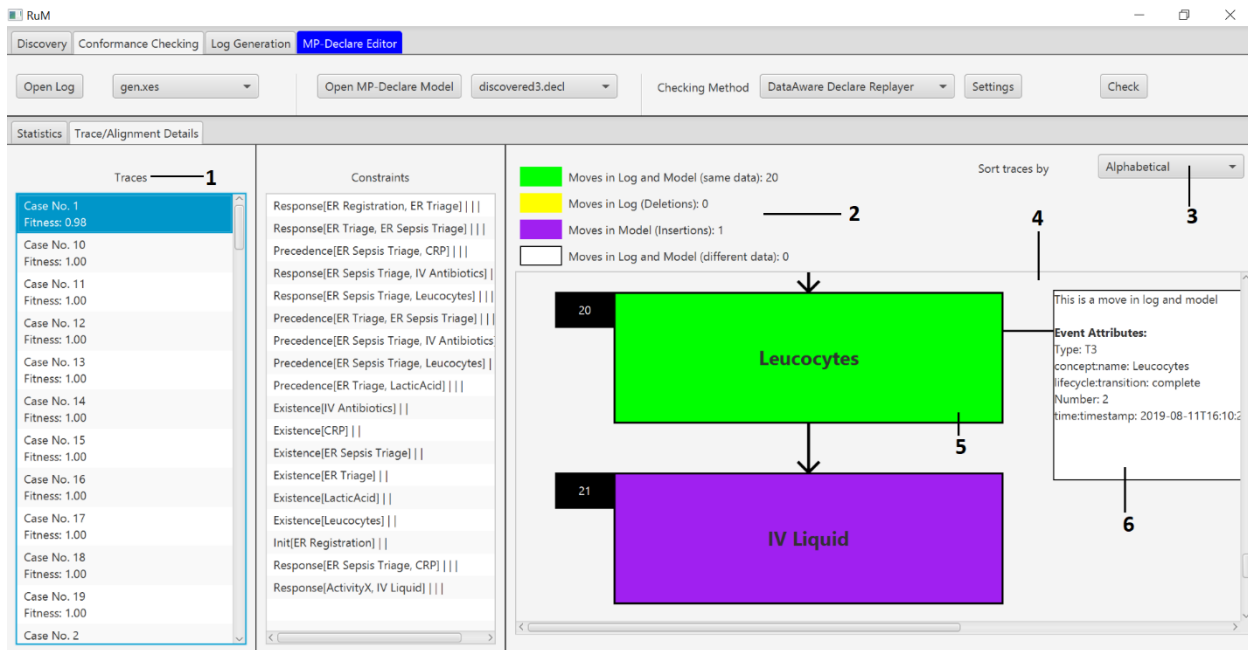 RuM
Discovery Conformance Checking Log Generation MP-Declare Editor
Open Log gen.xes Open MP-Declare Model discovered3.decl Checking Method DataAware Declare Replayer Settings Check
Statistics Trace/Alignment Details
Traces 1
Case No. 1
Fitness: 0.98
Case No. 10
Fitness: 1.00
Case No. 11
Fitness: 1.00
Case No. 12
Fitness: 1.00
Case No. 13
Fitness: 1.00
Case No. 14
Fitness: 1.00
Case No. 15
Fitness: 1.00
Case No. 16
Fitness: 1.00
Case No. 17
Fitness: 1.00
Case No. 18
Fitness: 1.00
Case No. 19
Fitness: 1.00
Case No. 2
Constraints
Response[ER Registration, ER Triage] | | | |
Response[ER Triage, ER Sepsis Triage] | | | |
Precedence[ER Sepsis Triage, CRP] | | | |
Response[ER Sepsis Triage, IV Antibiotics] |
Response[ER Sepsis Triage, Leucocytes] | | | |
Precedence[ER Triage, ER Sepsis Triage] | | | |
Precedence[ER Sepsis Triage, IV Antibiotics
Precedence[ER Sepsis Triage, Leucocytes] |
Precedence[ER Triage, LacticAcid] | | | |
Existence[IV Antibiotics] | | |
Existence[CRP] | | |
Existence[ER Sepsis Triage] | | |
Existence[ER Triage] | | |
Existence[LacticAcid] | | |
Existence[Leucocytes] | | |
Init[ER Registration] | | |
Response[ER Sepsis Triage, CRP] | | | |
Response[ActivityX, IV Liquid] | | | |
Moves in Log and Model (same data): 20
Moves in Log (Deletions): 0
Moves in Model (Insertions): 1
Moves in Log and Model (different data): 0
2
Sort traces by Alphabetical
3
4
20
Leucocytes
5
21
IV Liquid
This is a move in log and model
Event Attributes:
Type: T3
concept:name: Leucocytes
lifecycle:transition: complete
Number: 2
time:timestamp: 2019-08-11T16:10:2
6